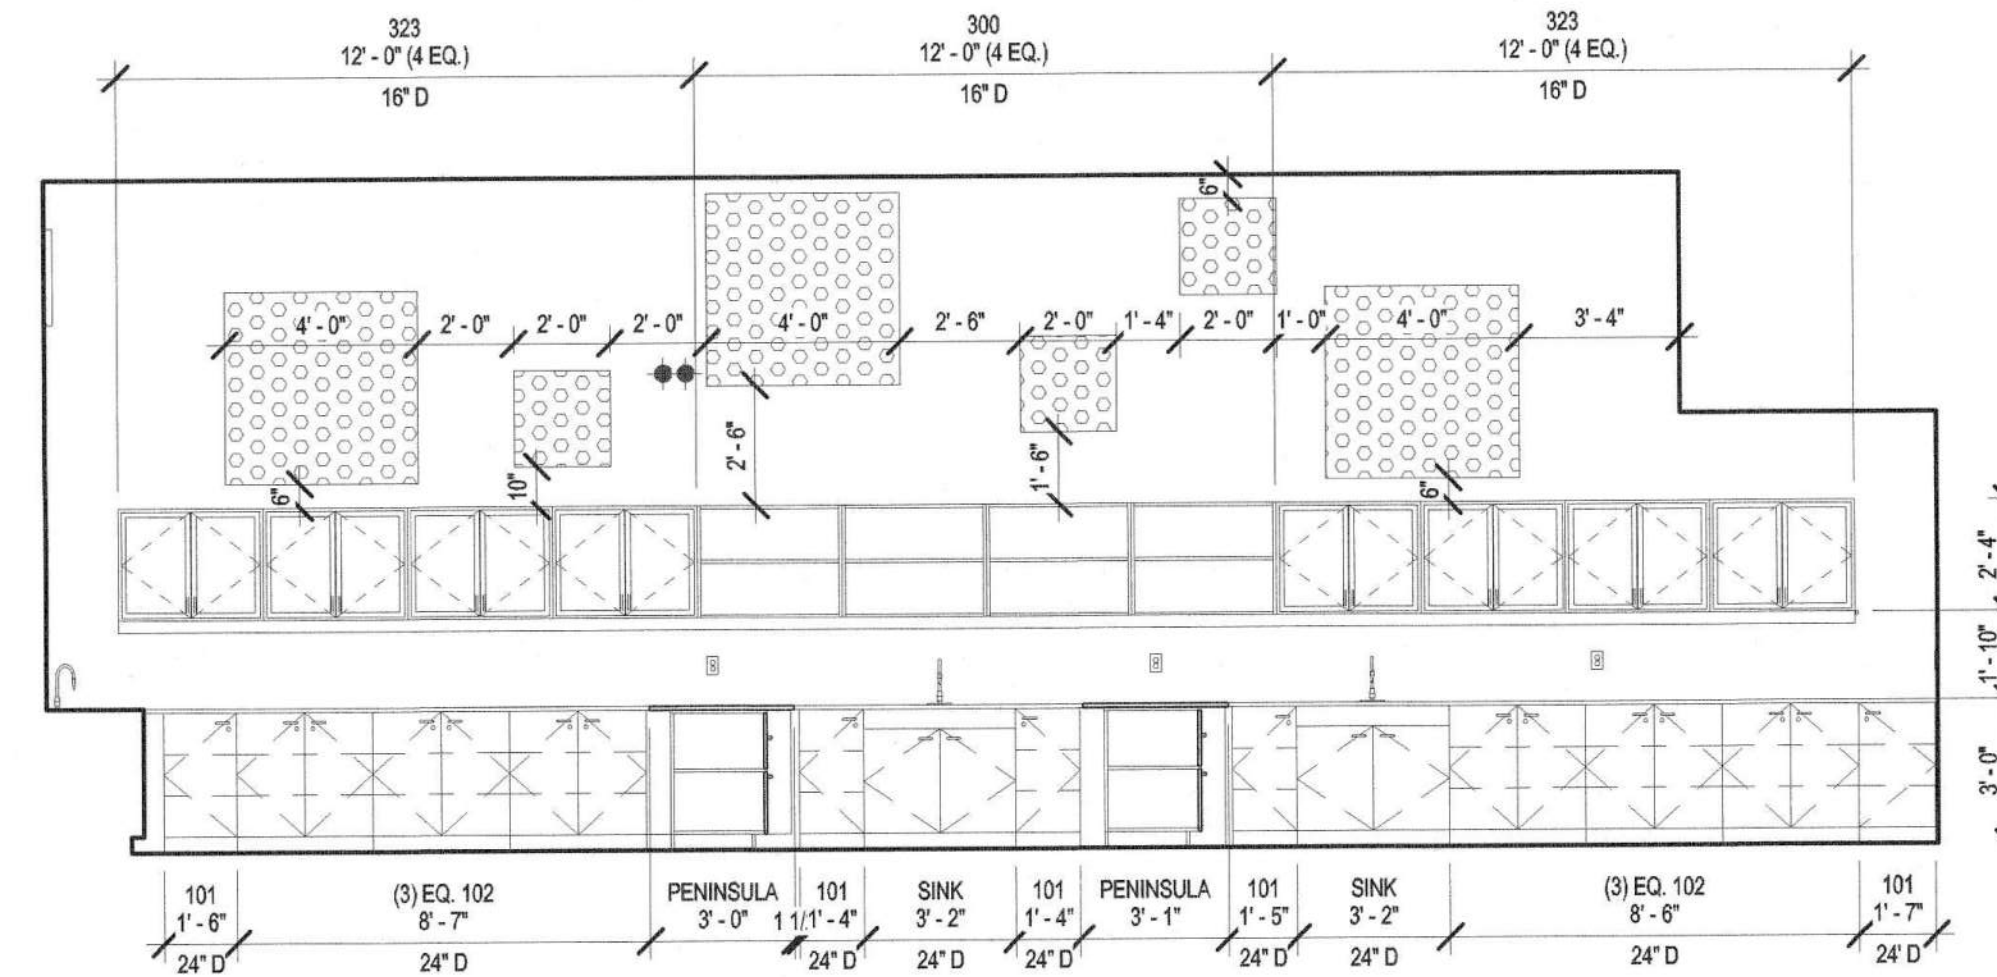 323
12' - 0" (4 EQ.)
16" D
300
12' - 0" (4 EQ.)
16" D
323
12' - 0" (4 EQ.)
16" D
6"
4' - 0"
2' - 0"
2' - 0"
2' - 0"
4' - 0"
2' - 6"
2' - 0"
1' - 4"
2' - 0"
1' - 0"
4' - 0"
3' - 4"
6"
10"
2' - 6"
1' - 6"
6"
2' - 4"
1' - 10"
3' - 0"
101
1' - 6"
24" D
(3) EQ. 102
8' - 7"
24" D
PENINSULA
3' - 0"
1 1/
101
1' - 4"
24" D
SINK
3' - 2"
24" D
101
1' - 4"
24" D
PENINSULA
3' - 1"
101
1' - 5"
24" D
SINK
3' - 2"
24" D
(3) EQ. 102
8' - 6"
24" D
101
1' - 7"
24' D